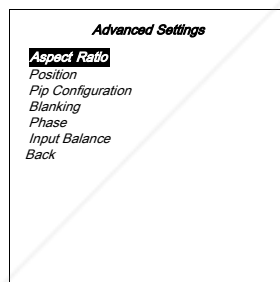 Advanced Settings
Aspect Ratio
Position
Pip Configuration
Blanking
Phase
Input Balance
Back